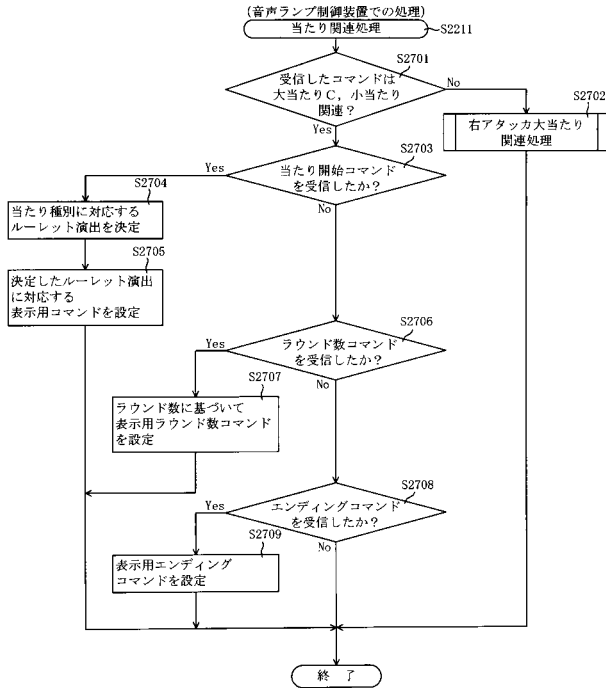 (音声ランプ制御装置での処理)
当たり関連処理
S2211
S2701
受信したコマンドは
大当たりC，小当たり
関連？
No
Yes
S2702
右アタッカ大当たり
関連処理
S2703
当たり開始コマンド
を受信したか？
Yes
No
S2704
当たり種別に対応する
ルーレット演出を決定
S2705
決定したルーレット演出
に対応する
表示用コマンドを設定
S2706
ラウンド数コマンド
を受信したか？
Yes
No
S2707
ラウンド数に基づいて
表示用ラウンド数コマンド
を設定
S2708
エンディングコマンド
を受信したか？
Yes
No
S2709
表示用エンディング
コマンドを設定
終　了